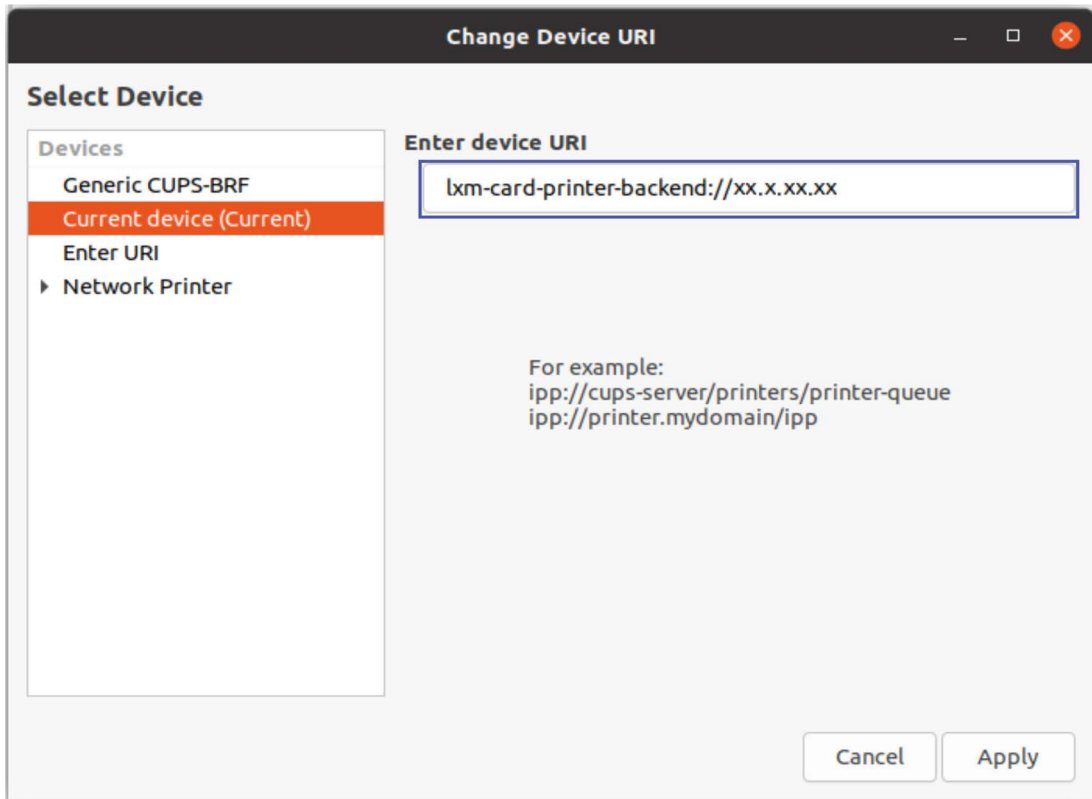 Change Device URI
Select Device
Devices
Generic CUPS-BRF
Current device (Current)
Enter URI
Network Printer
Enter device URI
lxm-card-printer-backend://xx.x.xx.xx
For example:
ipp://cups-server/printers/printer-queue
ipp://printer.mydomain/ipp
Cancel
Apply